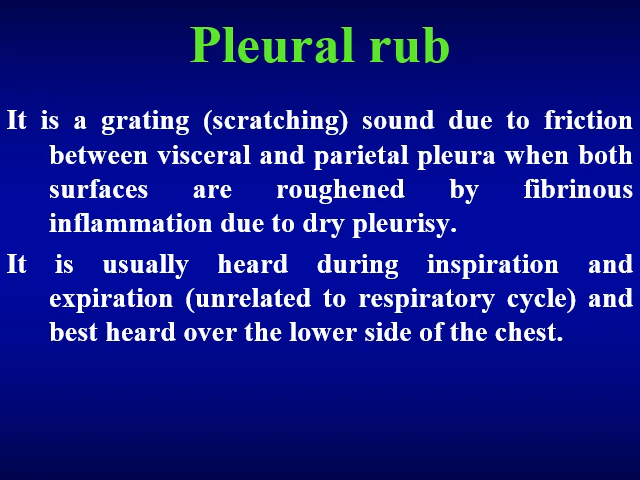 Pleural rub
It is a grating (scratching) sound due to friction
between visceral and parietal pleura when both
surfaces are roughened by fibrinous
inflammation due to dry pleurisy.
It is usually heard during inspiration and
expiration (unrelated to respiratory cycle) and
best heard over the lower side of the chest.